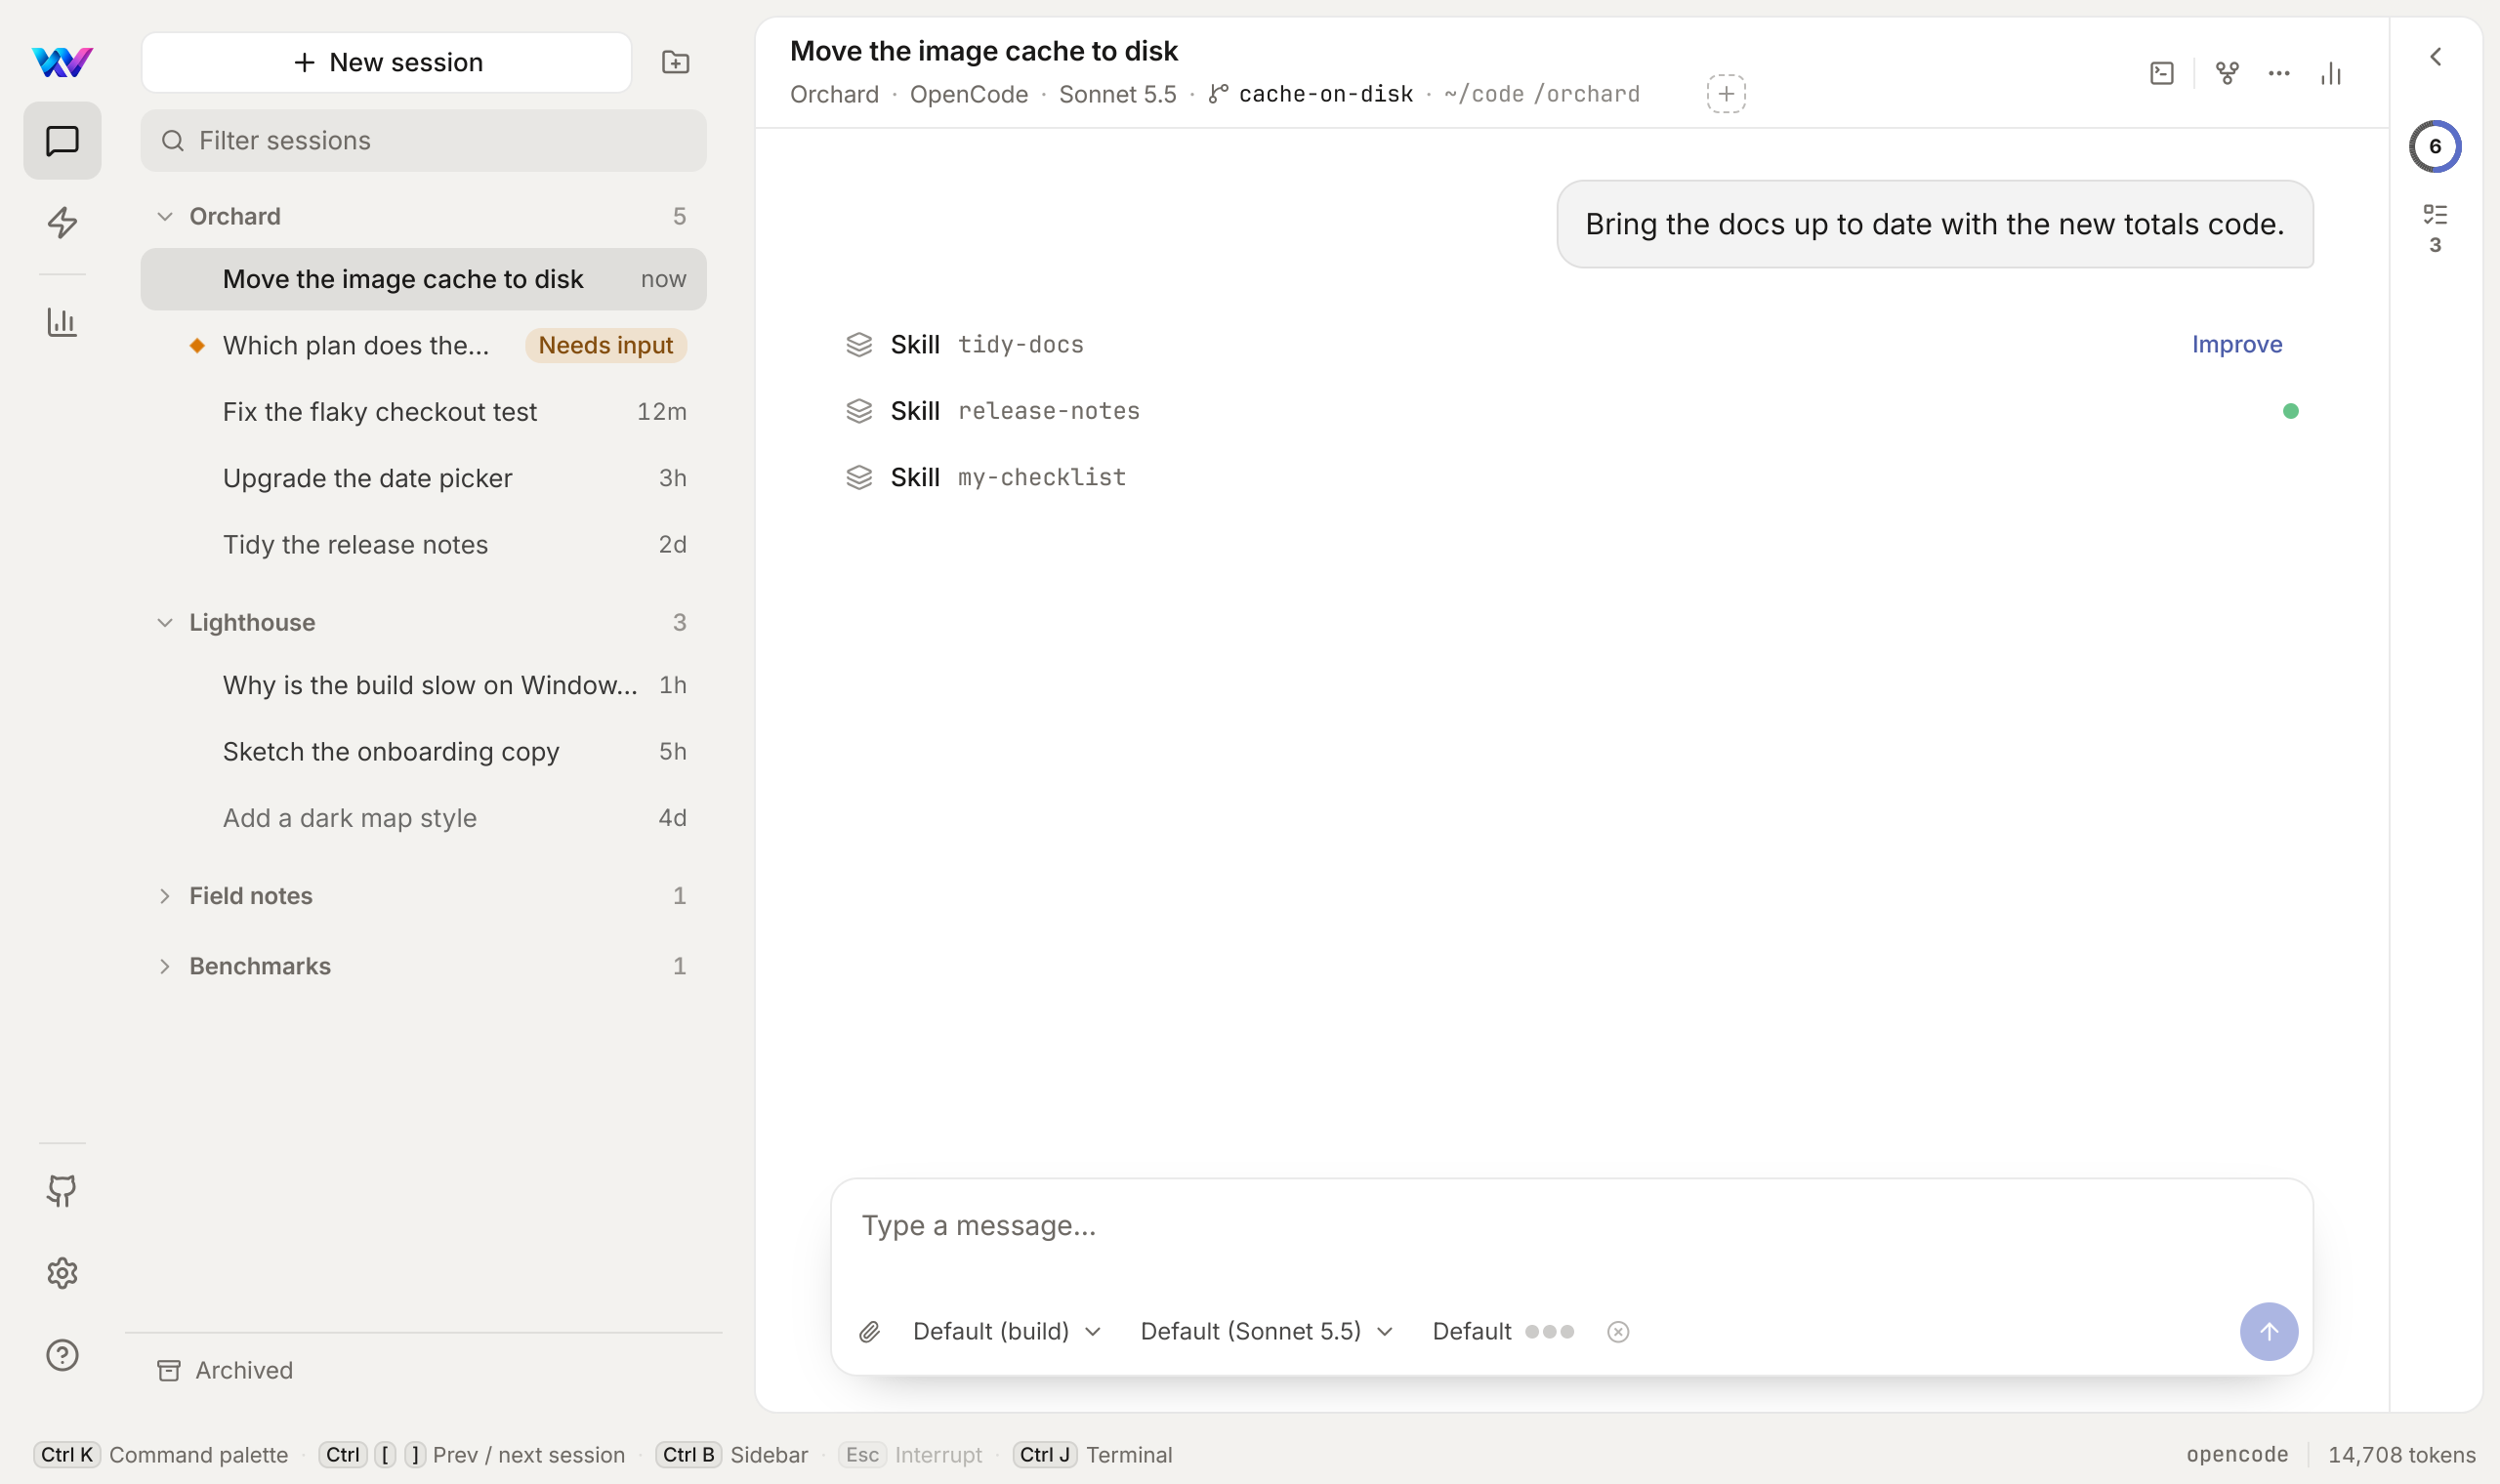 New session
Filter sessions
Orchard 5
Move the image cache to disk now
Which plan does the... Needs input
Fix the flaky checkout test 12m
Upgrade the date picker 3h
Tidy the release notes 2d
Lighthouse 3
Why is the build slow on Window... 1h
Sketch the onboarding copy 5h
Add a dark map style 4d
Field notes 1
Benchmarks 1
Archived
Move the image cache to disk
Orchard · OpenCode · Sonnet 5.5 · cache-on-disk · ~/code /orchard
6
3
Bring the docs up to date with the new totals code.
Skill tidy-docs Improve
Skill release-notes
Skill my-checklist
Type a message...
Default (build) Default (Sonnet 5.5) Default
Ctrl K Command palette · Ctrl [ ] Prev / next session · Ctrl B Sidebar · Esc Interrupt · Ctrl J Terminal
opencode 14,708 tokens